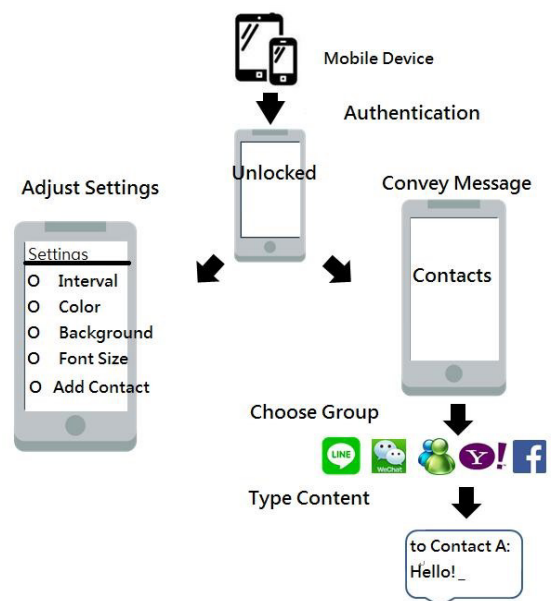 Mobile Device
Authentication
Unlocked
Adjust Settings
Settings
O Interval
O Color
O Background
O Font Size
O Add Contact
Convey Message
Contacts
Choose Group
LINE
WeChat
Y!
f
Type Content
to Contact A:
Hello! _